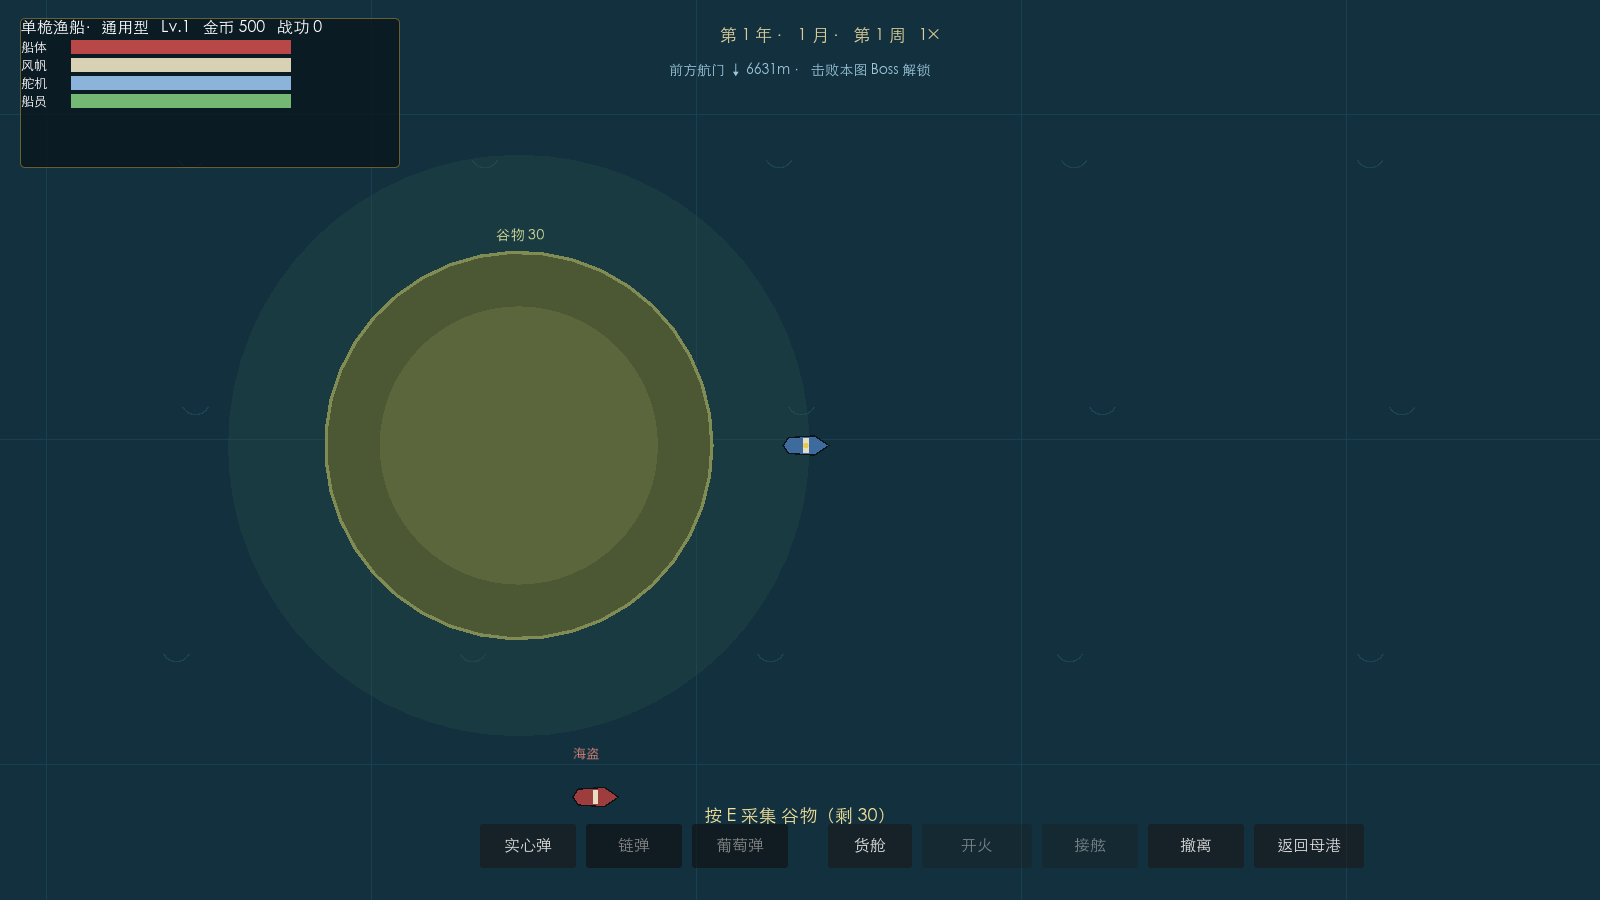 单桅渔船· 通用型 Lv.1 金币 500 战功 0
船体
风帆
舵机
船员
第 1 年· 1 月· 第 1 周 1×
前方航门 ↓ 6631m · 击败本图 Boss 解锁
谷物 30
海盗
按 E 采集 谷物（剩 30）
实心弹 链弹 葡萄弹 货舱 开火 接舷 撤离 返回母港